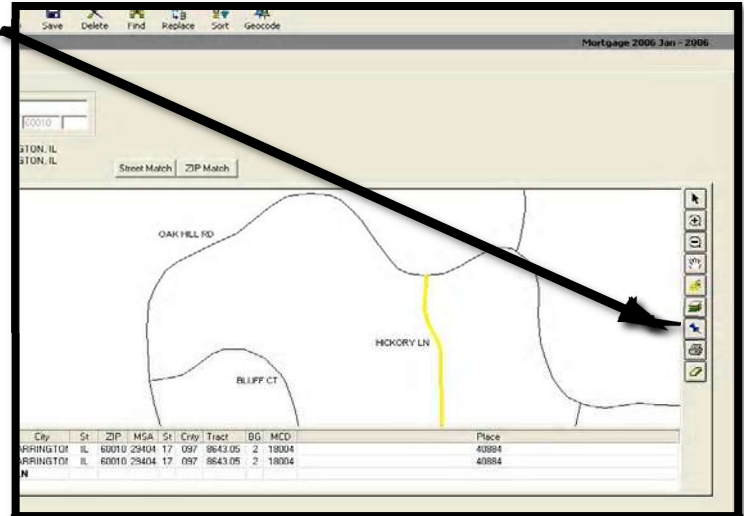 Save Delete Find Replace Sort Geocode
Mortgage 2006 Jan - 2006
60010
GTON, IL
GTON, IL
Street Match ZIP Match
OAK HILL RD
HICKORY LN
BLUFF CT
City St ZIP MSA St Cnty Tract BG MCD Place
ARRINGTON IL 60010 29404 17 097 8643.05 2 18004 40884
ARRINGTON IL 60010 29404 17 097 8643.05 2 18004 40884
N